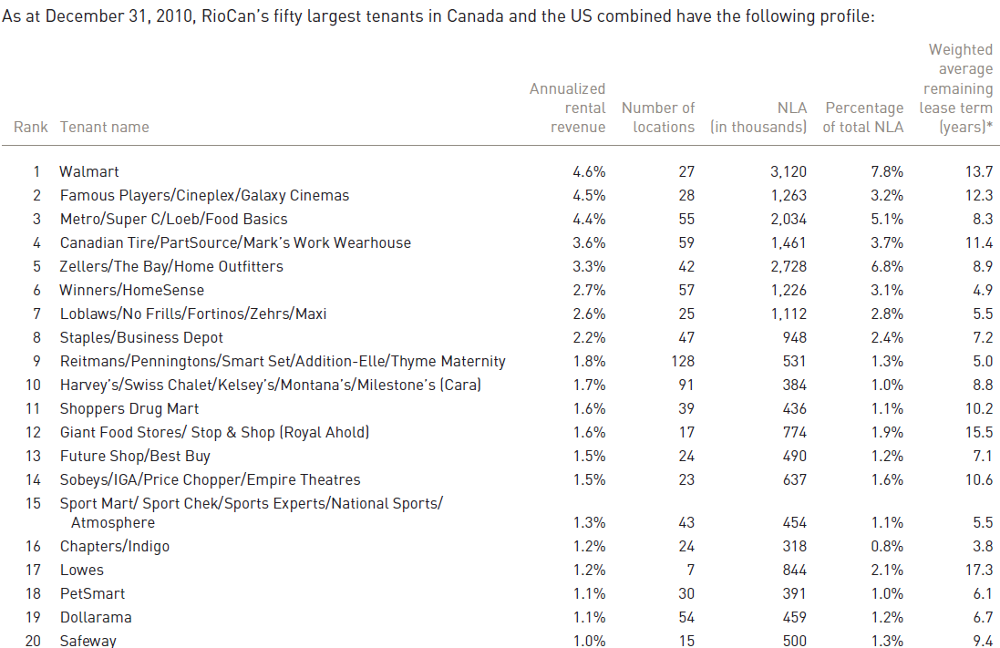 As at December 31, 2010, RioCan’s fifty largest tenants in Canada and the US combined have the following profile:
Weighted
average
Annualized remaining
rental Number of NLA Percentage lease term
Rank Tenant name revenue locations (in thousands) of total NLA (years)*
1 Walmart 4.6% 27 3,120 7.8% 13.7
2 Famous Players/Cineplex/Galaxy Cinemas 4.5% 28 1,263 3.2% 12.3
3 Metro/Super C/Loeb/Food Basics 4.4% 55 2,034 5.1% 8.3
4 Canadian Tire/PartSource/Mark’s Work Wearhouse 3.6% 59 1,461 3.7% 11.4
5 Zellers/The Bay/Home Outfitters 3.3% 42 2,728 6.8% 8.9
6 Winners/HomeSense 2.7% 57 1,226 3.1% 4.9
7 Loblaws/No Frills/Fortinos/Zehrs/Maxi 2.6% 25 1,112 2.8% 5.5
8 Staples/Business Depot 2.2% 47 948 2.4% 7.2
9 Reitmans/Penningtons/Smart Set/Addition-Elle/Thyme Maternity 1.8% 128 531 1.3% 5.0
10 Harvey’s/Swiss Chalet/Kelsey’s/Montana’s/Milestone’s (Cara) 1.7% 91 384 1.0% 8.8
11 Shoppers Drug Mart 1.6% 39 436 1.1% 10.2
12 Giant Food Stores/ Stop & Shop (Royal Ahold) 1.6% 17 774 1.9% 15.5
13 Future Shop/Best Buy 1.5% 24 490 1.2% 7.1
14 Sobeys/IGA/Price Chopper/Empire Theatres 1.5% 23 637 1.6% 10.6
15 Sport Mart/ Sport Chek/Sports Experts/National Sports/
Atmosphere 1.3% 43 454 1.1% 5.5
16 Chapters/Indigo 1.2% 24 318 0.8% 3.8
17 Lowes 1.2% 7 844 2.1% 17.3
18 PetSmart 1.1% 30 391 1.0% 6.1
19 Dollarama 1.1% 54 459 1.2% 6.7
20 Safeway 1.0% 15 500 1.3% 9.4